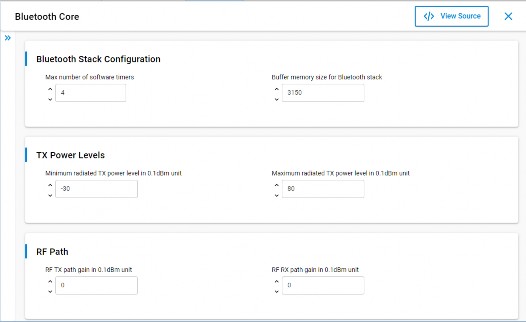 Bluetooth Core
</> View Source
Bluetooth Stack Configuration
Max number of software timers
Buffer memory size for Bluetooth stack
4
3150
TX Power Levels
Minimum radiated TX power level in 0.1dBm unit
Maximum radiated TX power level in 0.1dBm unit
-30
80
RF Path
RF TX path gain in 0.1dBm unit
RF RX path gain in 0.1dBm unit
0
0